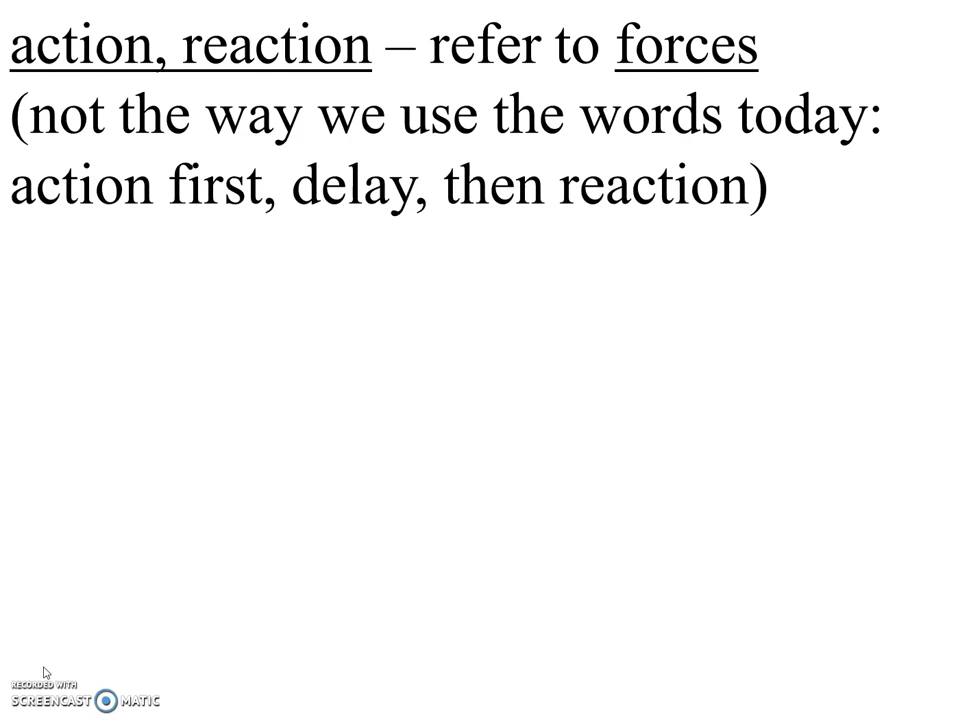 action, reaction – refer to forces
(not the way we use the words today:
action first, delay, then reaction)
RECORDED WITH
SCREENCAST MATIC